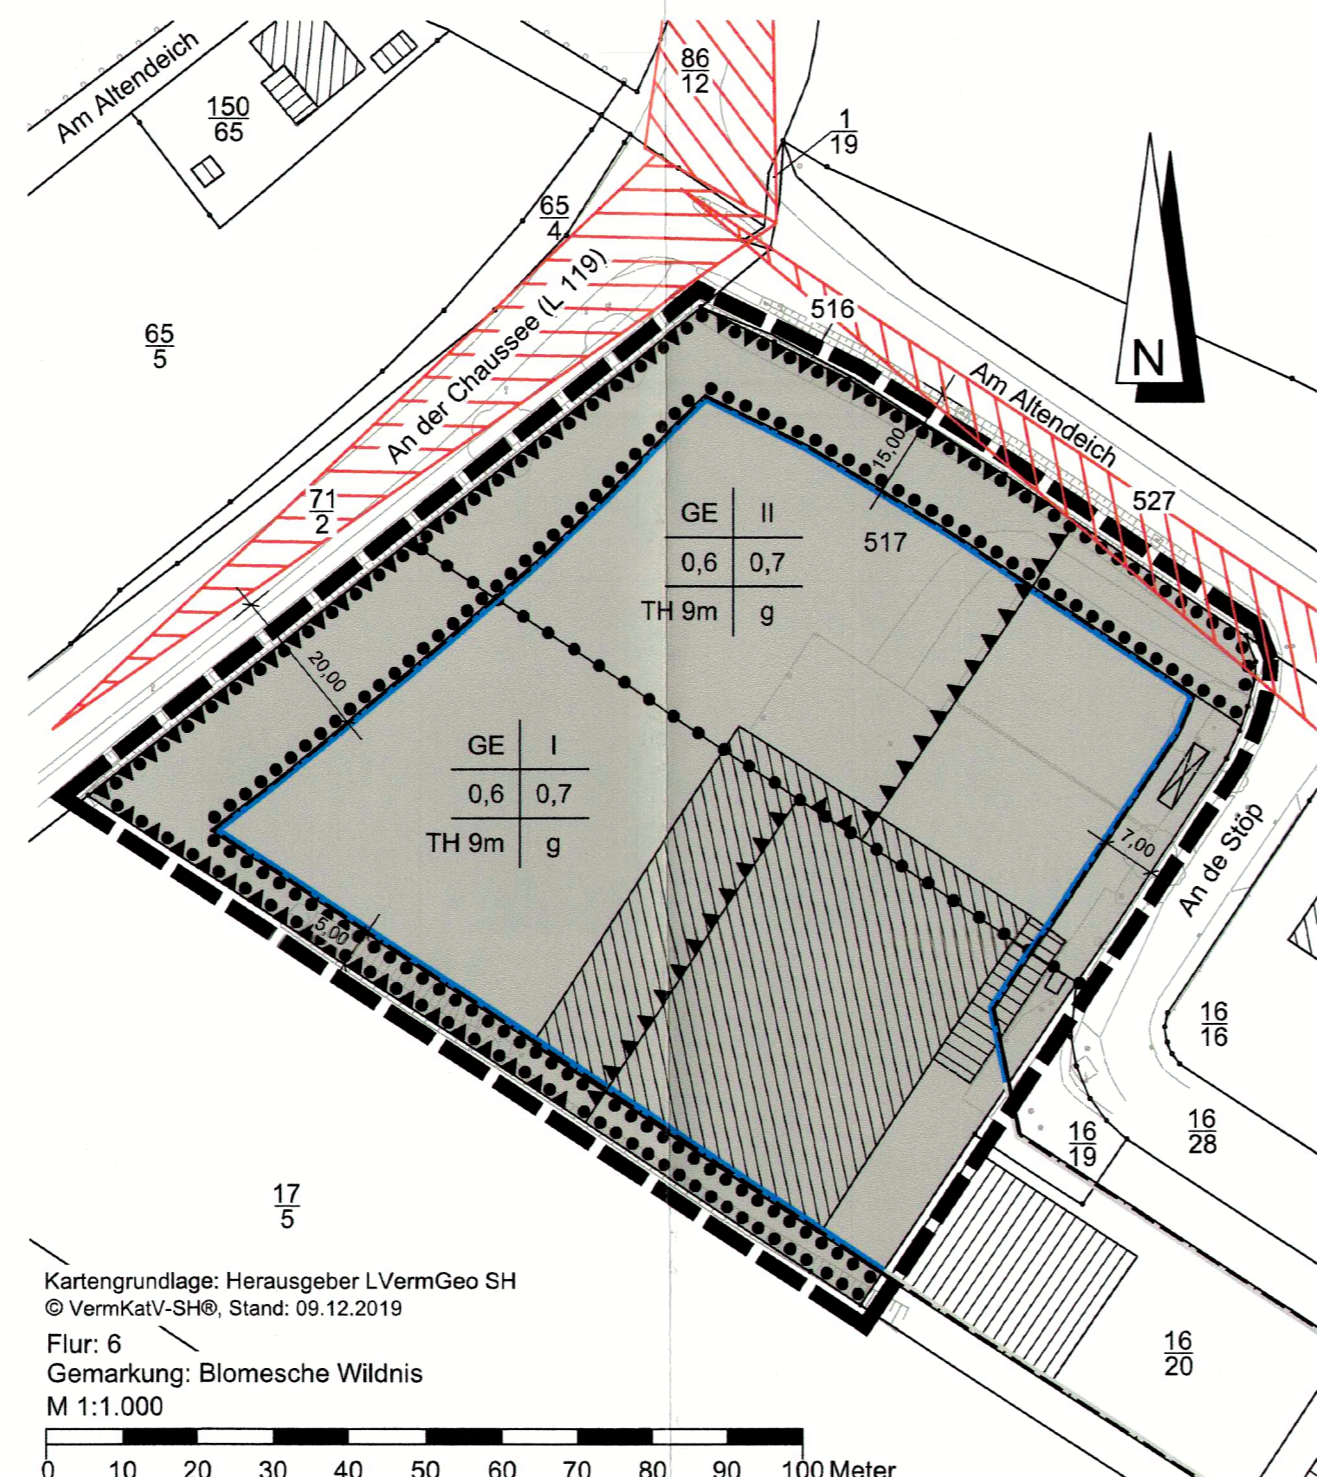 Am Altendeich
150
65
86
12
1
19
65
4
65
5
An der Chaussee (L 119)
516
Am Altendeich
N
71
2
527
15,00
GE II
0,6 0,7
TH 9m g
517
20,00
GE I
0,6 0,7
TH 9m g
7,00
An de Stöp
5,00
16
16
16
28
16
19
17
5
16
20
Kartengrundlage: Herausgeber LVermGeo SH
© VermKatV-SH®, Stand: 09.12.2019
Flur: 6
Gemarkung: Blomesche Wildnis
M 1:1.000
0 10 20 30 40 50 60 70 80 90 100 Meter